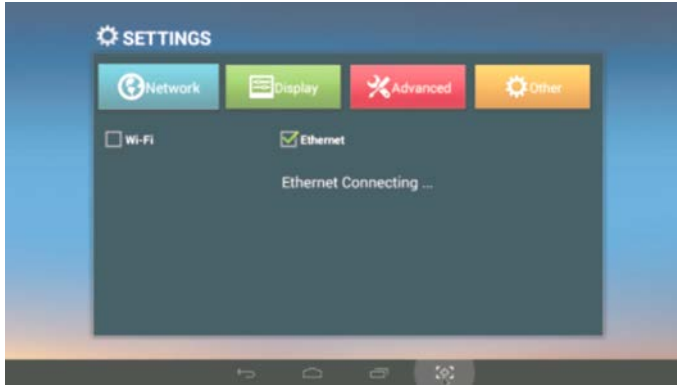 SETTINGS
Network Display Advanced Other
Wi-Fi Ethernet
Ethernet Connecting ...